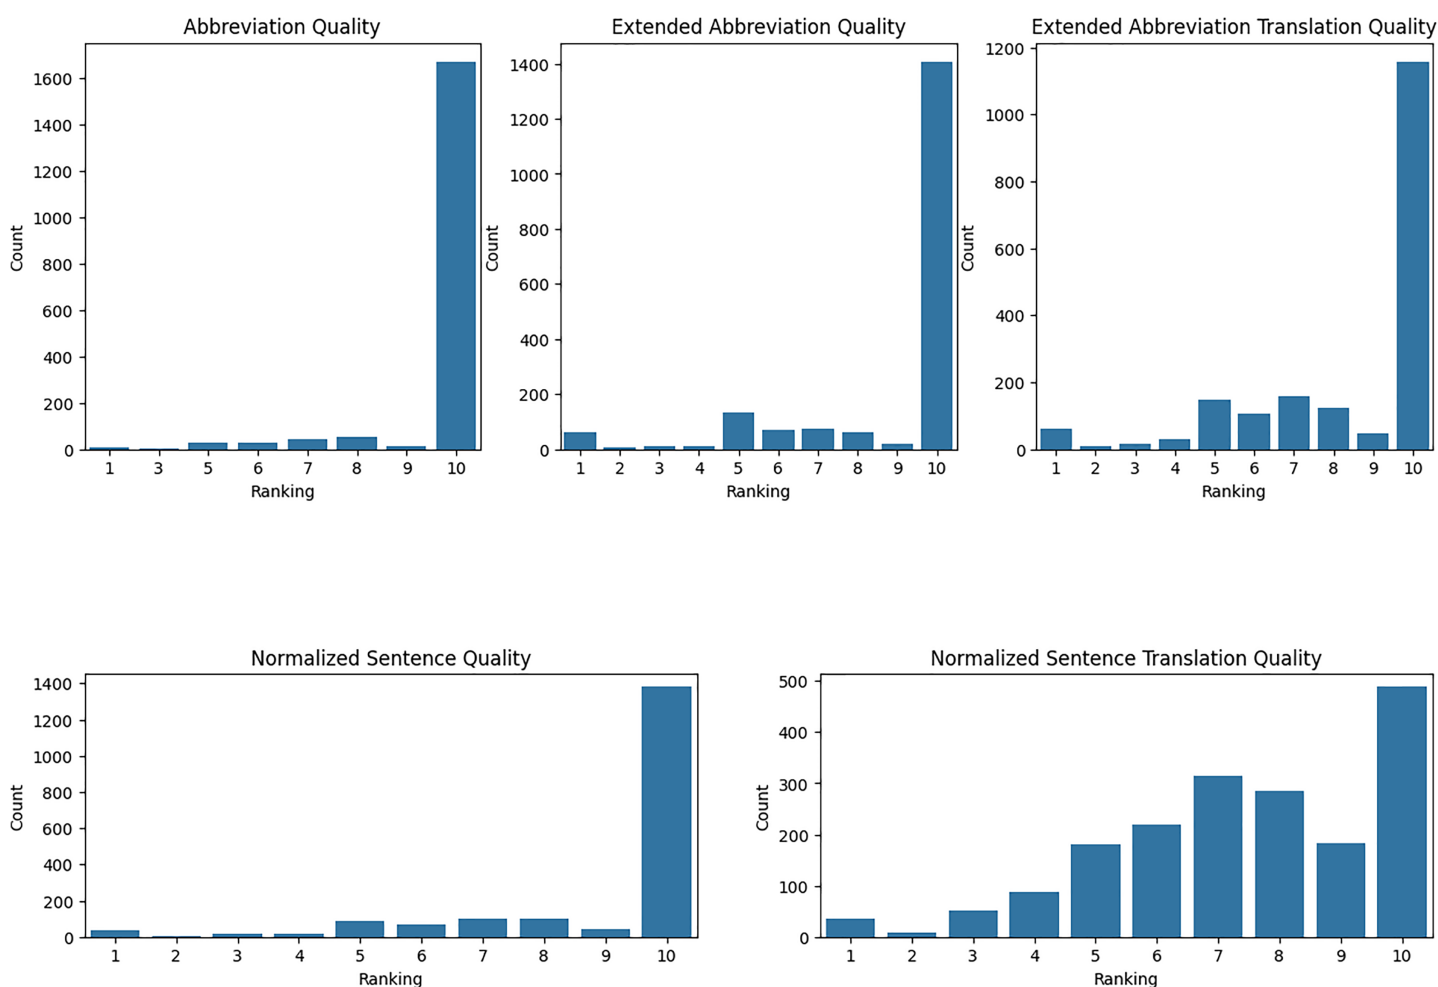 Abbreviation Quality
1600
1400
1200
1000
800
600
400
200
0
Count
1 3 5 6 7 8 9 10
Ranking
Extended Abbreviation Quality
1400
1200
1000
800
600
400
200
0
Count
1 2 3 4 5 6 7 8 9 10
Ranking
Extended Abbreviation Translation Quality
1200
1000
800
600
400
200
0
Count
1 2 3 4 5 6 7 8 9 10
Ranking
Normalized Sentence Quality
1400
1200
1000
800
600
400
200
0
Count
1 2 3 4 5 6 7 8 9 10
Ranking
Normalized Sentence Translation Quality
500
400
300
200
100
0
Count
1 2 3 4 5 6 7 8 9 10
Ranking